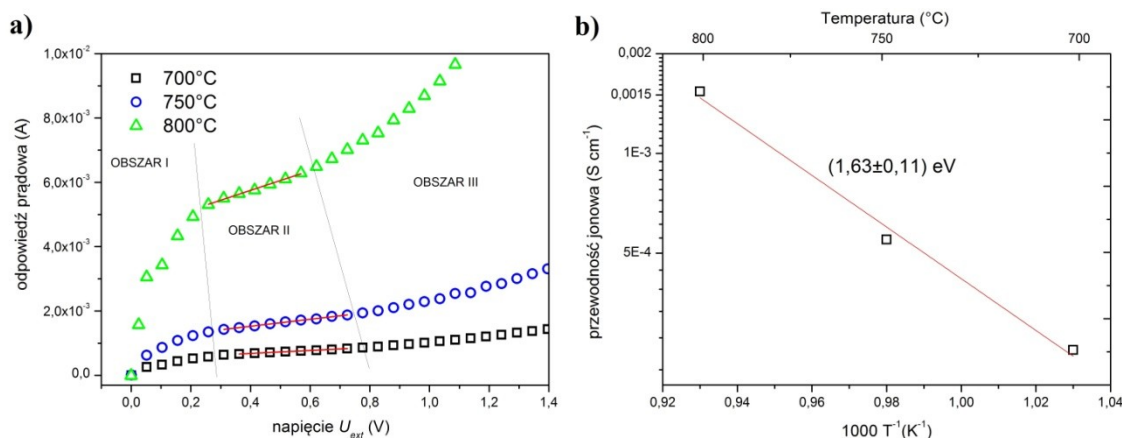 a)
1,0x10⁻²
8,0x10⁻³
6,0x10⁻³
4,0x10⁻³
2,0x10⁻³
0,0
odpowiedź prądowa (A)
700°C
750°C
800°C
OBSZAR I
OBSZAR II
OBSZAR III
0,0 0,2 0,4 0,6 0,8 1,0 1,2 1,4
napięcie U_ext (V)
b)
Temperatura (°C)
800 750 700
0,002
0,0015
1E-3
5E-4
przewodność jonowa (S cm⁻¹)
(1,63±0,11) eV
0,92 0,94 0,96 0,98 1,00 1,02 1,04
1000 T⁻¹(K⁻¹)